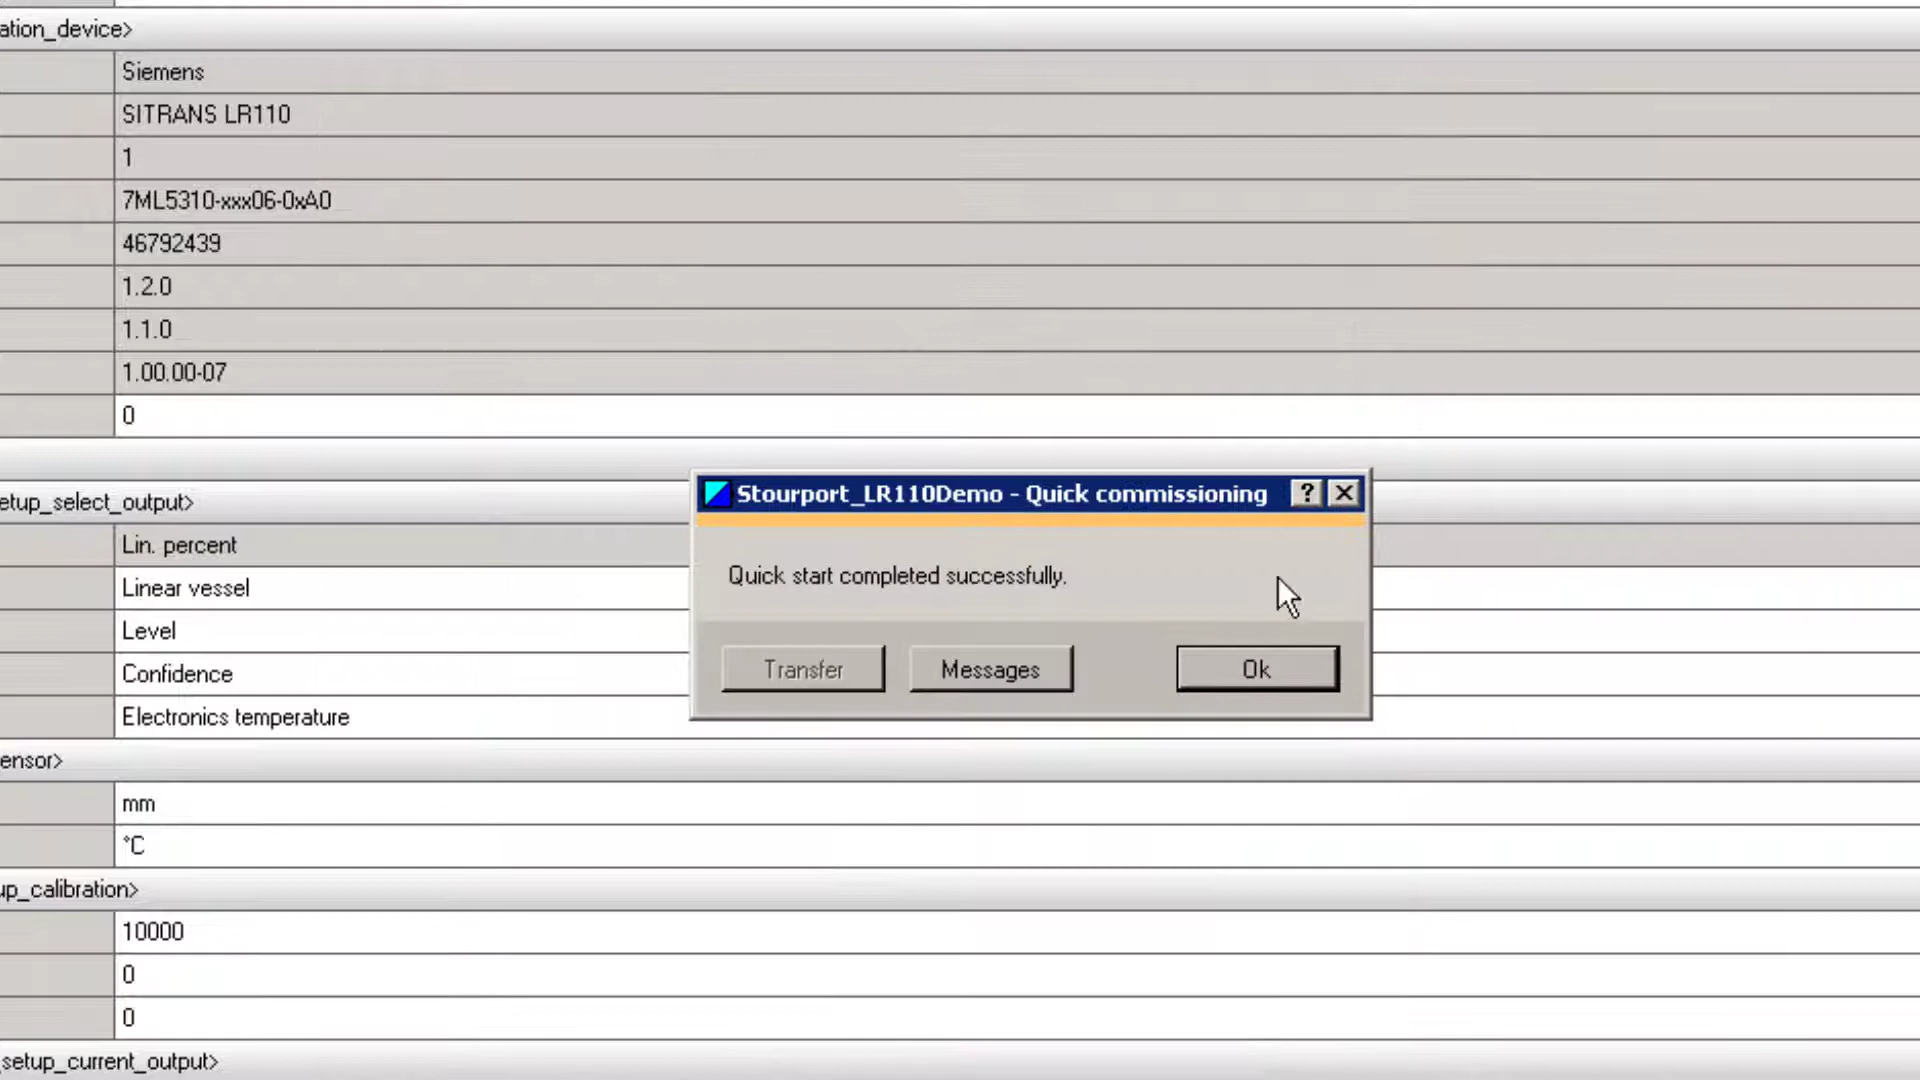 ation_device>
Siemens
SITRANS LR110
1
7ML5310-xxx06-0xA0
46792439
1.2.0
1.1.0
1.00.00-07
0
etup_select_output>
Lin. percent
Linear vessel
Level
Confidence
Electronics temperature
Stourport_LR110Demo - Quick commissioning
Quick start completed successfully.
Transfer
Messages
Ok
ensor>
mm
°C
up_calibration>
10000
0
0
setup_current_output>